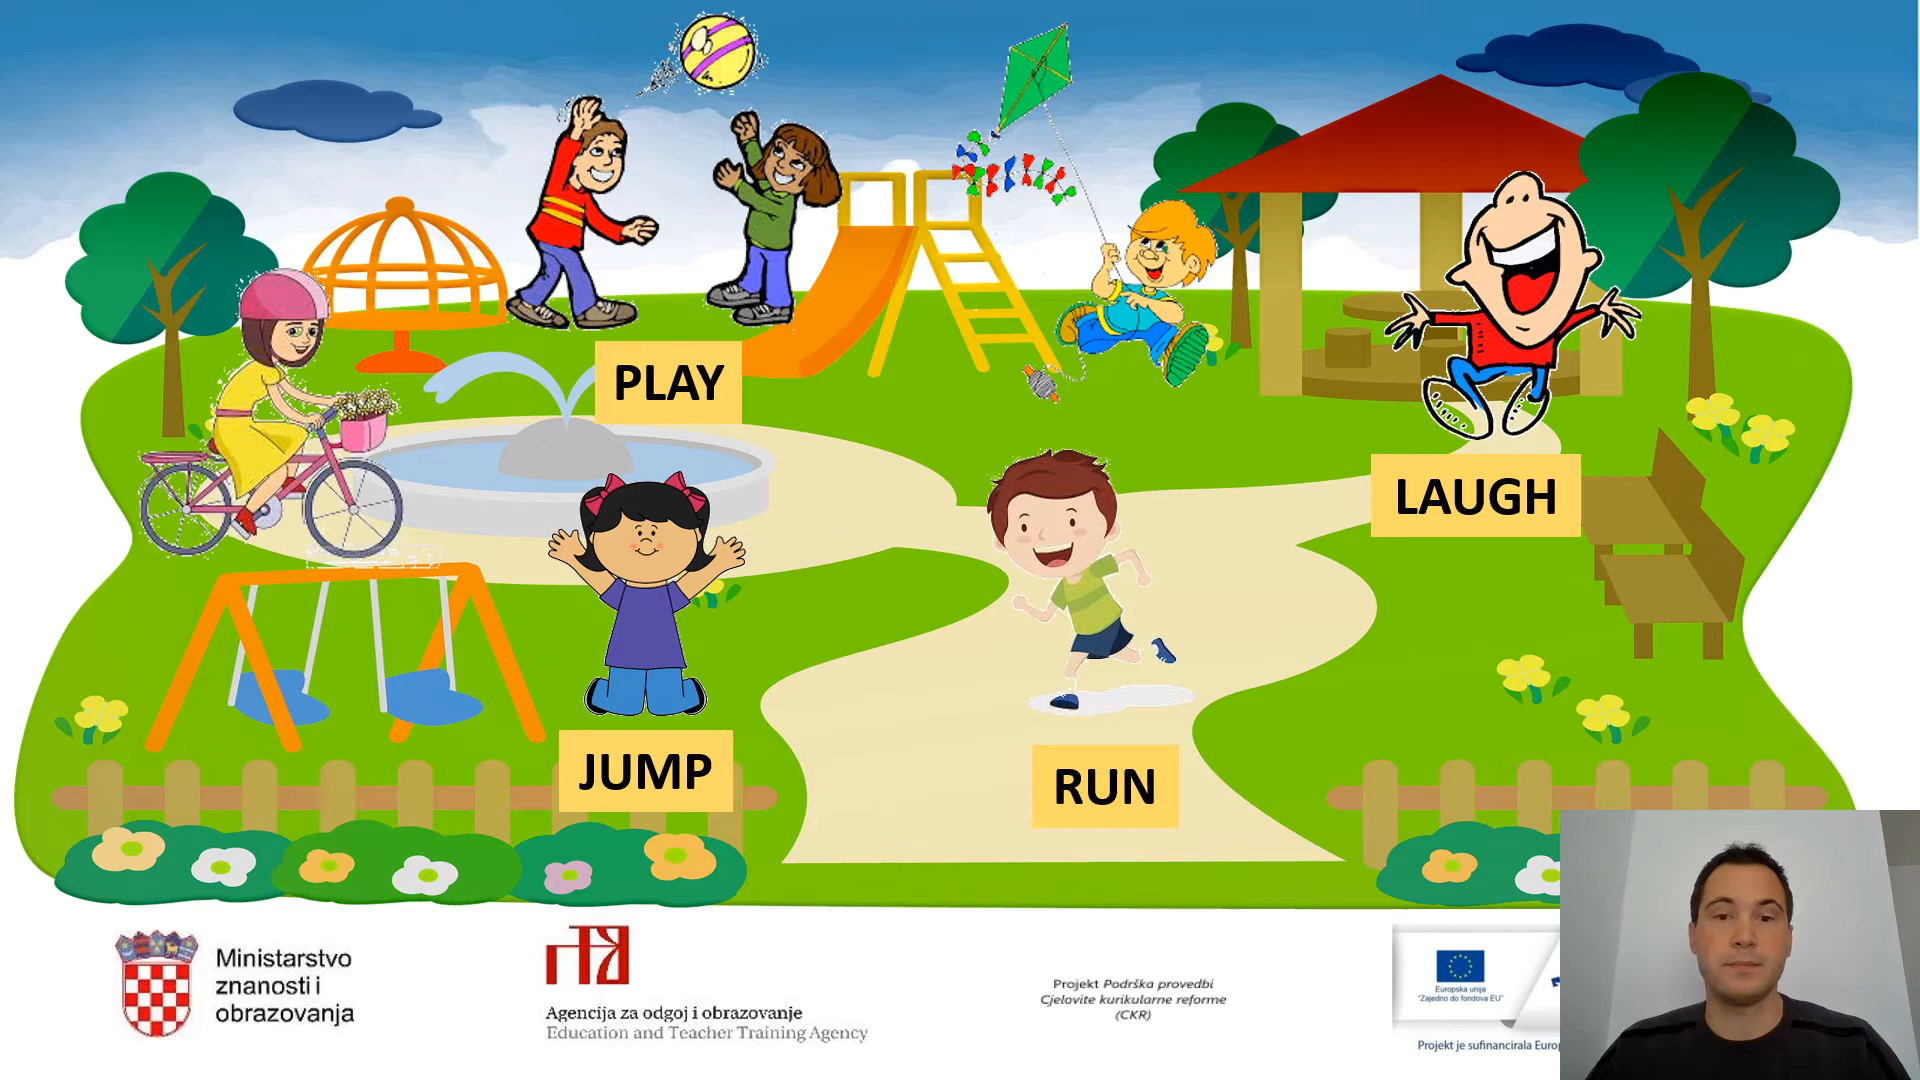 PLAY
LAUGH
JUMP
RUN
Ministarstvo
znanosti i
obrazovanja
Agencija za odgoj i obrazovanje
Education and Teacher Training Agency
Projekt Podrška provedbi
Cjelovite kurikularne reforme
(CKR)
Europska unija
"Zajedno do fondova EU"
Projekt je sufinancirala